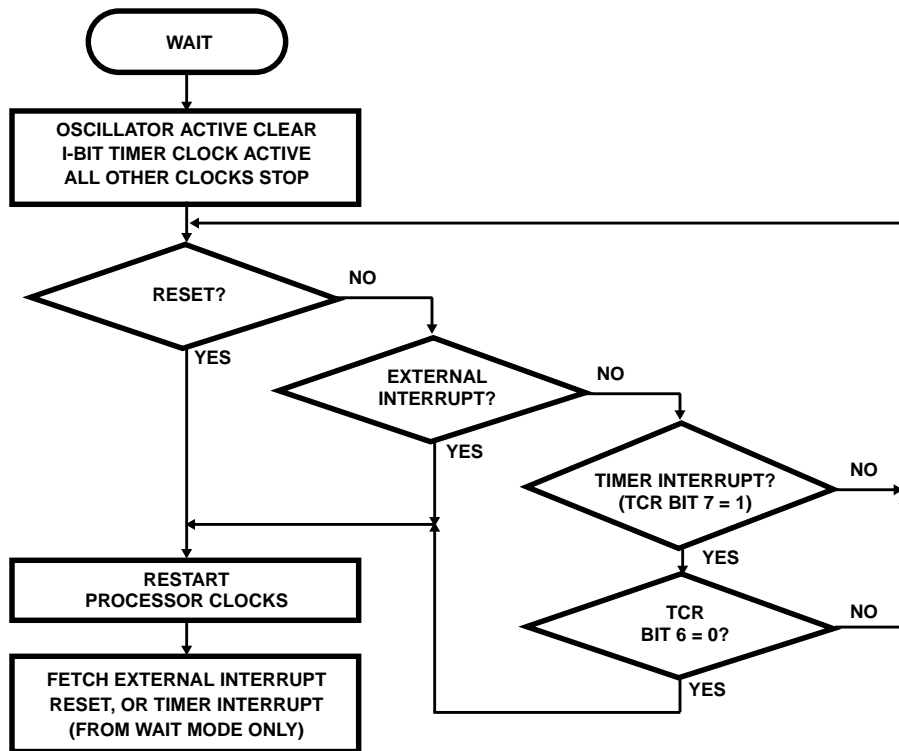 WAIT
OSCILLATOR ACTIVE CLEAR
I-BIT TIMER CLOCK ACTIVE
ALL OTHER CLOCKS STOP
RESET?
NO
YES
EXTERNAL
INTERRUPT?
NO
YES
TIMER INTERRUPT?
(TCR BIT 7 = 1)
NO
YES
TCR
BIT 6 = 0?
NO
YES
RESTART
PROCESSOR CLOCKS
FETCH EXTERNAL INTERRUPT
RESET, OR TIMER INTERRUPT
(FROM WAIT MODE ONLY)